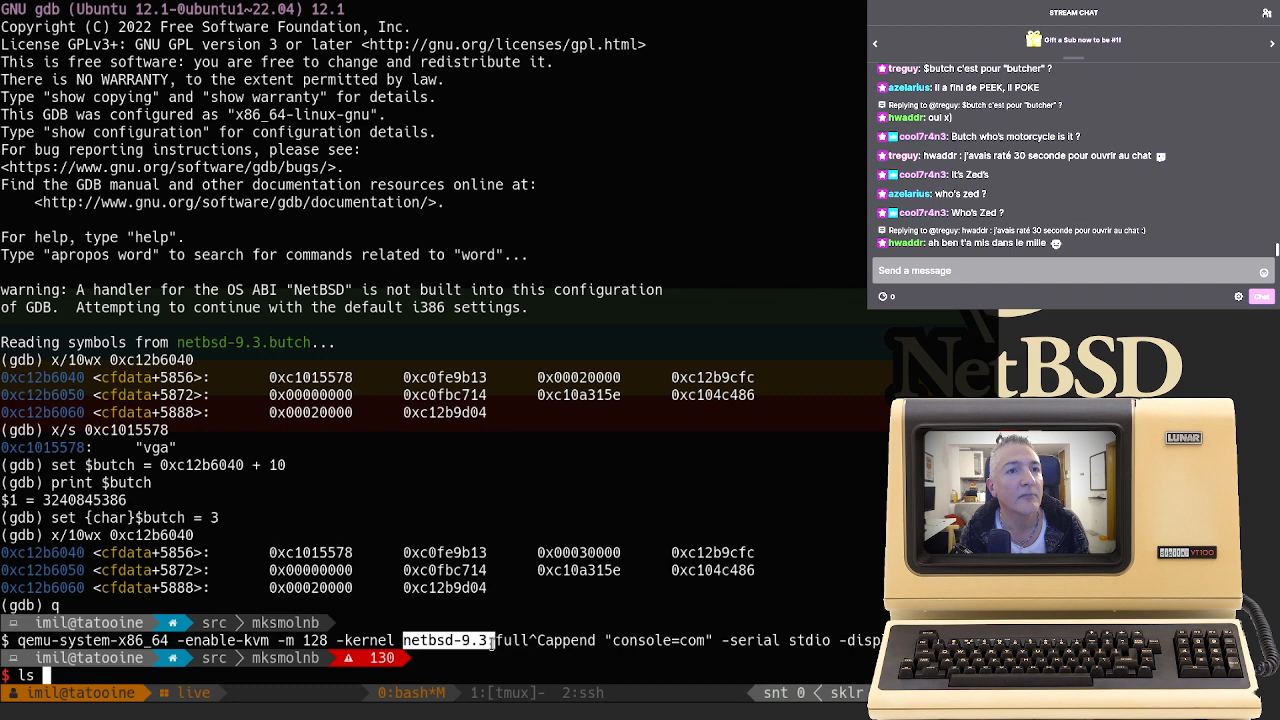 GNU gdb (Ubuntu 12.1-0ubuntu1~22.04) 12.1
Copyright (C) 2022 Free Software Foundation, Inc.
License GPLv3+: GNU GPL version 3 or later <http://gnu.org/licenses/gpl.html>
This is free software: you are free to change and redistribute it.
There is NO WARRANTY, to the extent permitted by law.
Type "show copying" and "show warranty" for details.
This GDB was configured as "x86_64-linux-gnu".
Type "show configuration" for configuration details.
For bug reporting instructions, please see:
<https://www.gnu.org/software/gdb/bugs/>.
Find the GDB manual and other documentation resources online at:
<http://www.gnu.org/software/gdb/documentation/>.
For help, type "help".
Type "apropos word" to search for commands related to "word"...
warning: A handler for the OS ABI "NetBSD" is not built into this configuration
of GDB.  Attempting to continue with the default i386 settings.
Reading symbols from netbsd-9.3.butch...
(gdb) x/10wx 0xc12b6040
0xc12b6040 <cfdata+5856>: 0xc1015578 0xc0fe9b13 0x00020000 0xc12b9cfc
0xc12b6050 <cfdata+5872>: 0x00000000 0xc0fbc714 0xc10a315e 0xc104c486
0xc12b6060 <cfdata+5888>: 0x00020000 0xc12b9d04
(gdb) x/s 0xc1015578
0xc1015578: "vga"
(gdb) set $butch = 0xc12b6040 + 10
(gdb) print $butch
$1 = 3240845386
(gdb) set {char}$butch = 3
(gdb) x/10wx 0xc12b6040
0xc12b6040 <cfdata+5856>: 0xc1015578 0xc0fe9b13 0x00030000 0xc12b9cfc
0xc12b6050 <cfdata+5872>: 0x00000000 0xc0fbc714 0xc10a315e 0xc104c486
0xc12b6060 <cfdata+5888>: 0x00020000 0xc12b9d04
(gdb) q
imil@tatooine src mksmolnb
$ qemu-system-x86_64 -enable-kvm -m 128 -kernel netbsd-9.3-full^Cappend "console=com" -serial stdio -disp
imil@tatooine src mksmolnb 130
$ ls
imil@tatooine live 0:bash*M 1:[tmux]- 2:ssh snt 0 < sklr
STREAM CHAT
Gift a Sub now to be #1!
treguy: $butch c'est pour "butcher" ?
azelarius: il a fini de PEEK, il POKE
Replying to @treguy: $butch c'est pour "butcher" ?
hwaddr: oui x)
cool7r4n3: Butch who's motorcycle is it ?
treguy: hwaddr : j'avais raté 30 seconde pour ouvrir au chat
cool7r4n3: It's Zed's
azelarius: who's zed ?
cool7r4n3: Who's Zed ?
Replying to @treguy: hwaddr : j'avais raté 30 seconde pour ouvrir au chat :)
hwaddr: ah ben t'a mis dans le mille
Send a message
0
Chat
NetBSD
LUNAR
digital YT100